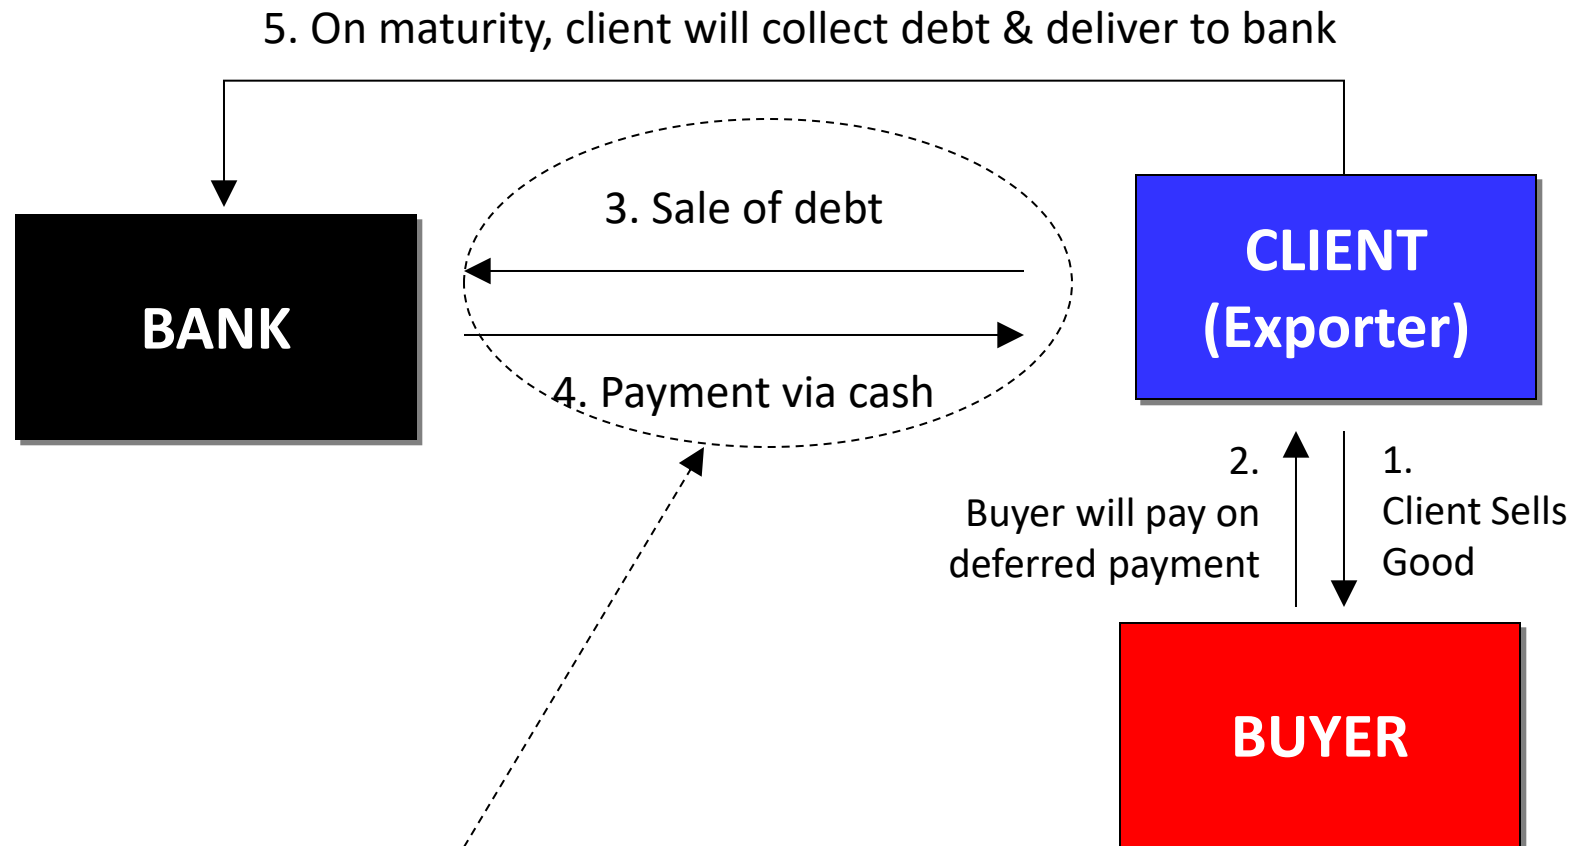 5. On maturity, client will collect debt & deliver to bank
3. Sale of debt
BANK
CLIENT
(Exporter)
4. Payment via cash
2.
Buyer will pay on
deferred payment
1.
Client Sells
Good
BUYER